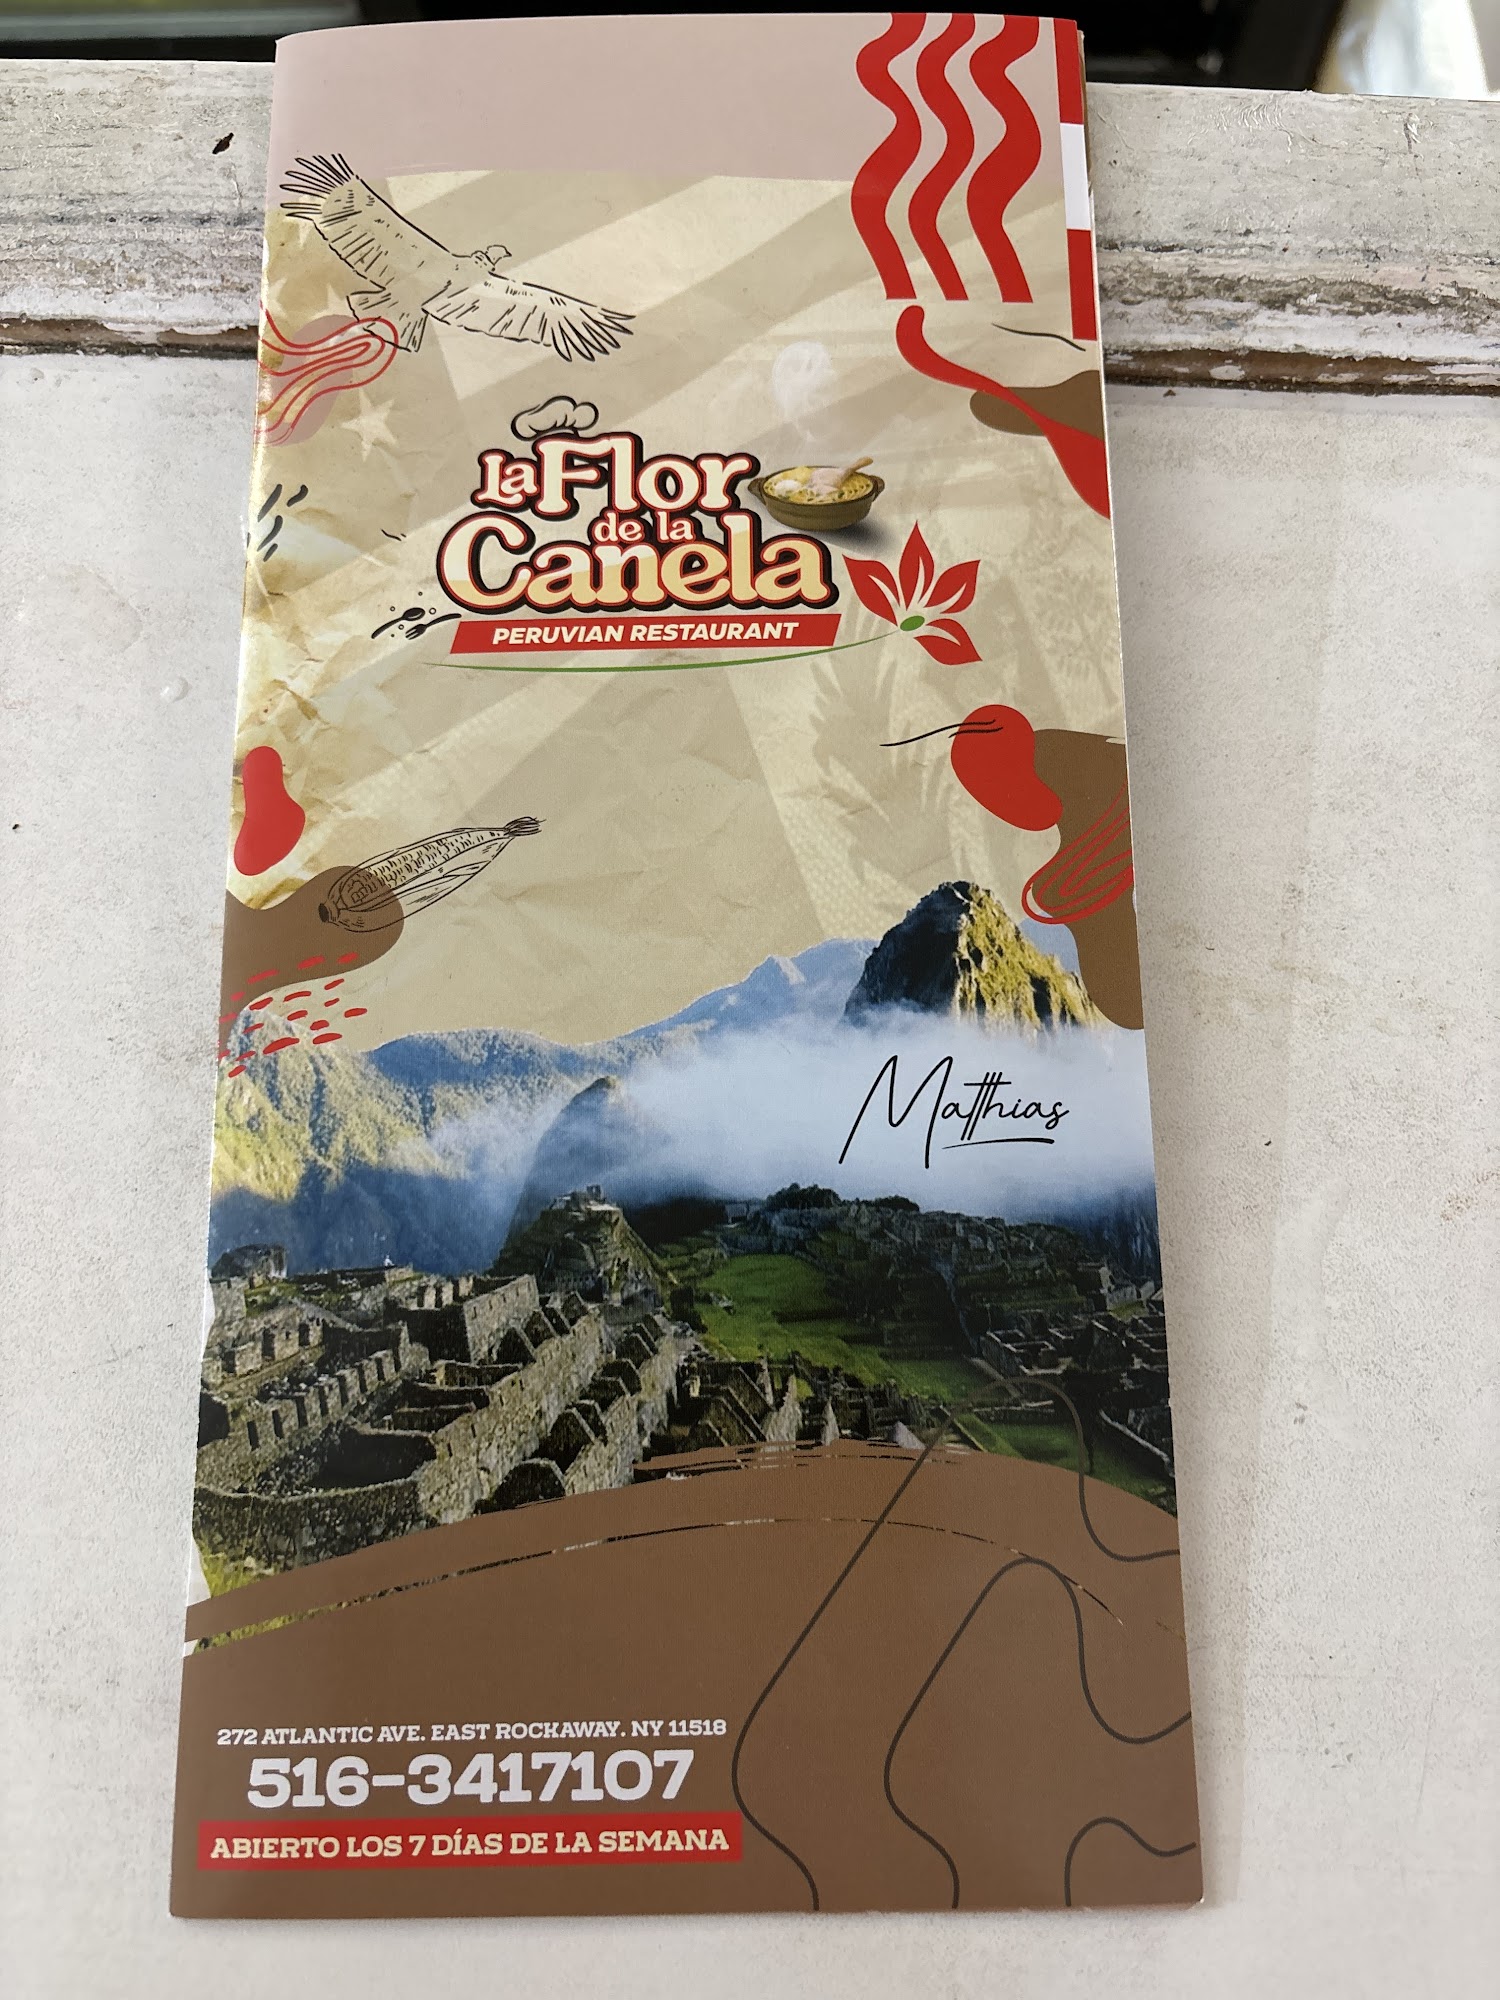 La Flor
de la
Canela
PERUVIAN RESTAURANT
Matthias
272 ATLANTIC AVE. EAST ROCKAWAY. NY 11518
516-3417107
ABIERTO LOS 7 DÍAS DE LA SEMANA